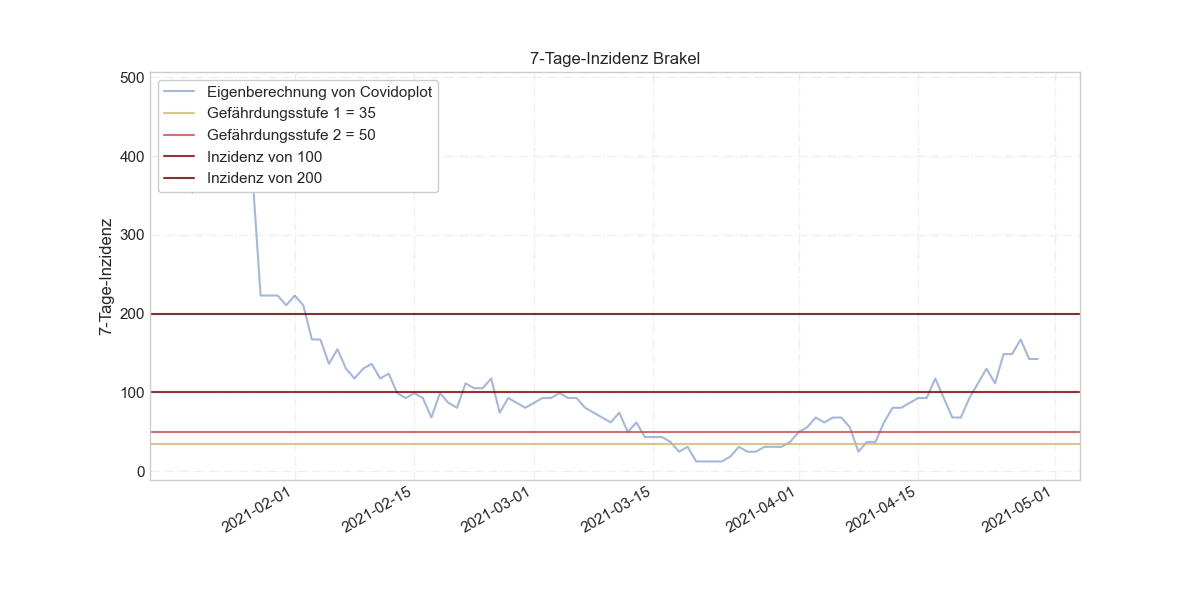 7-Tage-Inzidenz Brakel
7-Tage-Inzidenz
500
400
300
200
100
0
Eigenberechnung von Covidoplot
Gefährdungsstufe 1 = 35
Gefährdungsstufe 2 = 50
Inzidenz von 100
Inzidenz von 200
2021-02-01
2021-02-15
2021-03-01
2021-03-15
2021-04-01
2021-04-15
2021-05-01